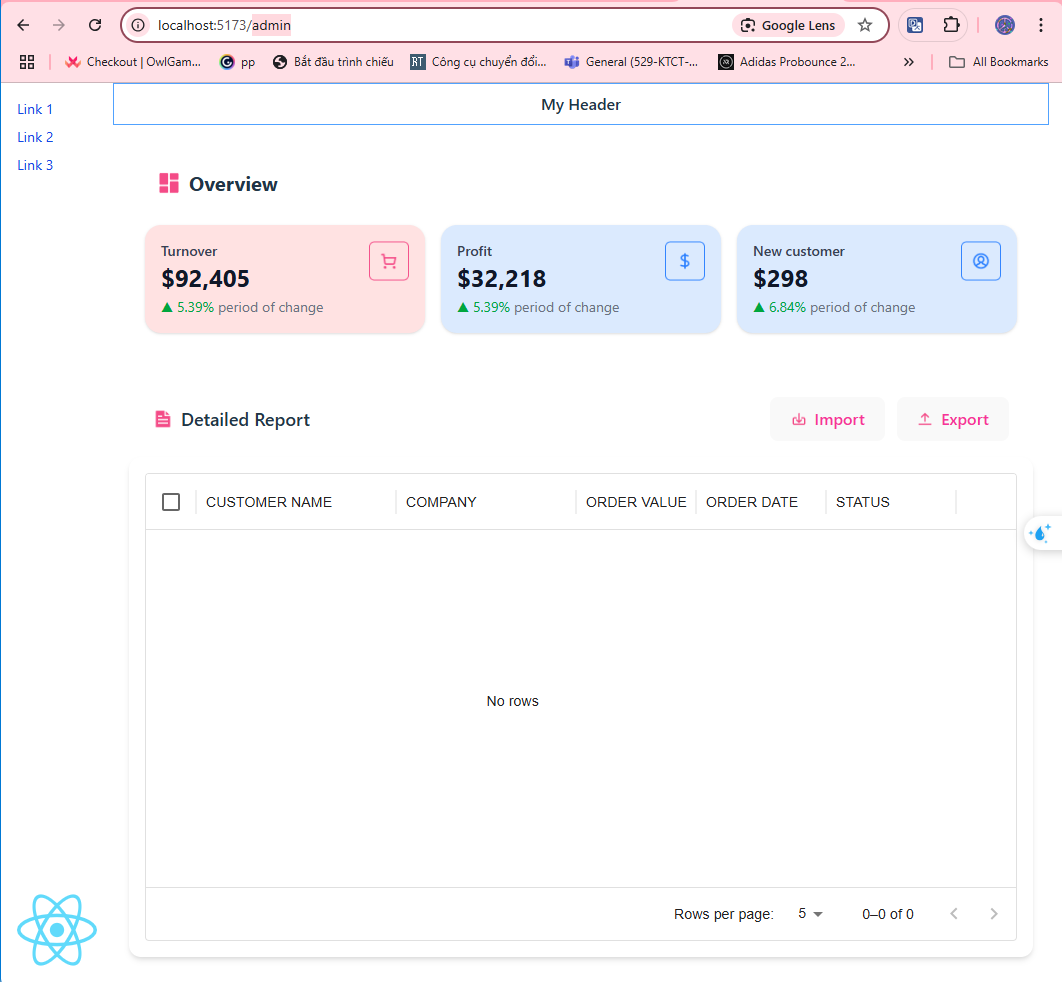 localhost:5173/admin
Google Lens
Checkout | OwlGam...
pp
Bắt đầu trình chiếu
RT
Công cụ chuyển đổi...
General (529-KTCT-...
Adidas Probounce 2...
All Bookmarks
Link 1
Link 2
Link 3
My Header
Overview
Turnover
$92,405
▲ 5.39% period of change
Profit
$32,218
▲ 5.39% period of change
$
New customer
$298
▲ 6.84% period of change
Detailed Report
Import
Export
CUSTOMER NAME COMPANY ORDER VALUE ORDER DATE STATUS
No rows
Rows per page: 5 0–0 of 0